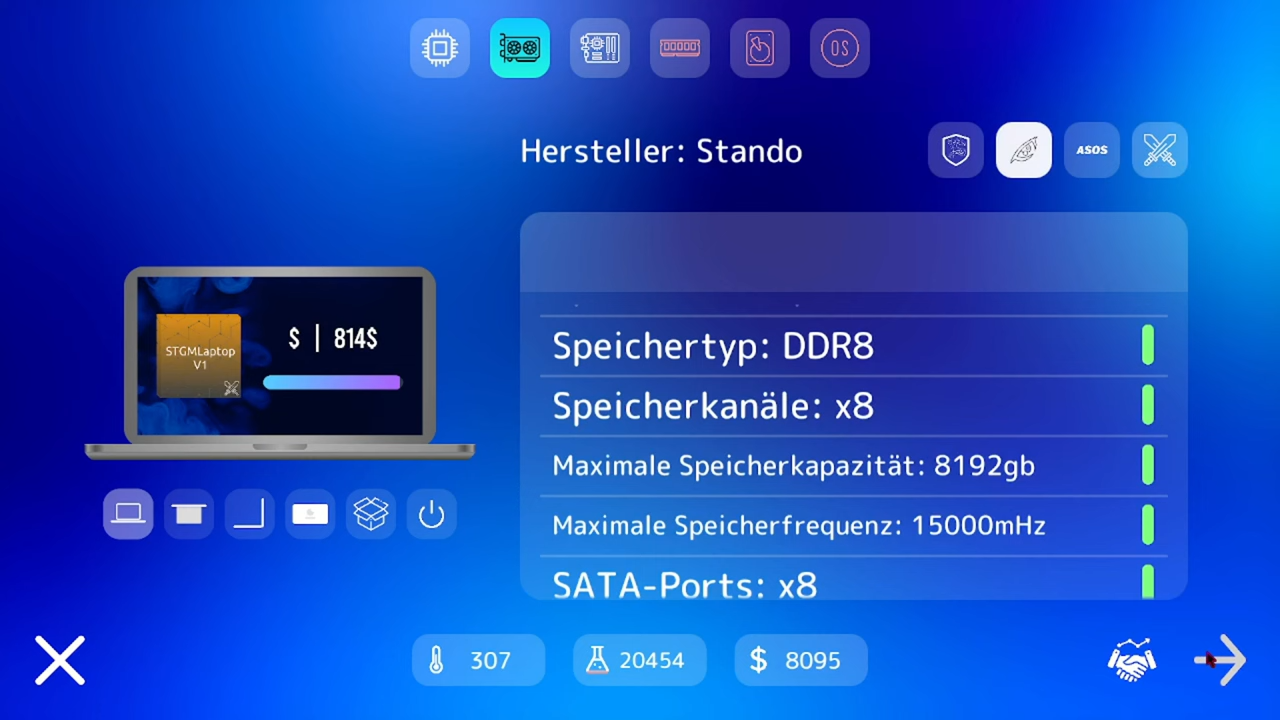 OS
Hersteller: Stando
ASOS
STGMLaptop
V1
$ | 814$
Speichertyp: DDR8
Speicherkanäle: x8
Maximale Speicherkapazität: 8192gb
Maximale Speicherfrequenz: 15000mHz
SATA-Ports: x8
307
20454
$ 8095